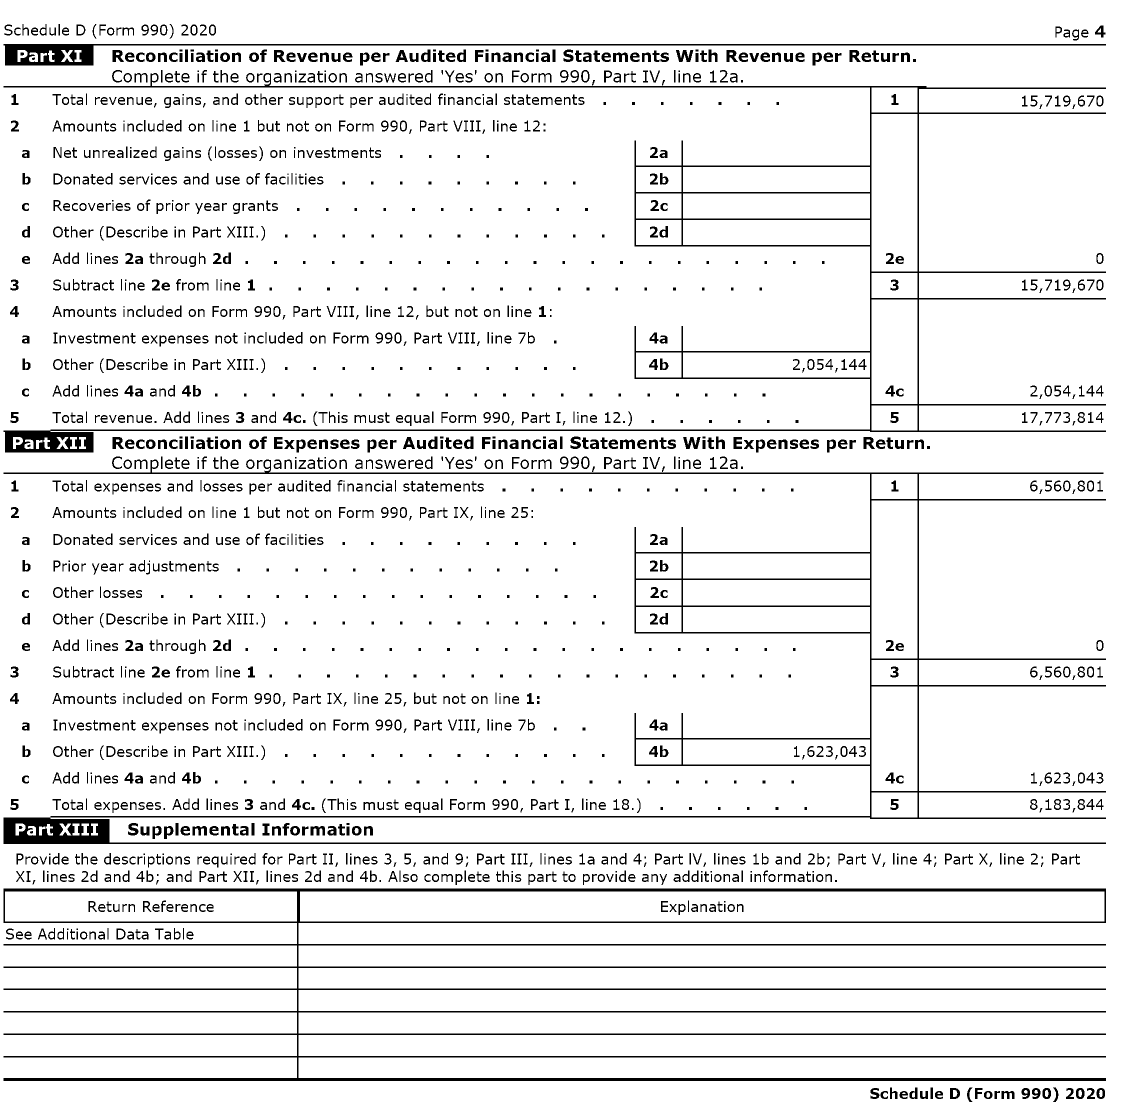 Schedule D (Form 990) 2020 Page 4
Part XI Reconciliation of Revenue per Audited Financial Statements With Revenue per Return.
Complete if the organization answered 'Yes' on Form 990, Part IV, line 12a.
1 Total revenue, gains, and other support per audited financial statements . . . . . . . 1 15,719,670
2 Amounts included on line 1 but not on Form 990, Part VIII, line 12:
a Net unrealized gains (losses) on investments . . . . 2a
b Donated services and use of facilities . . . . . . . . . 2b
c Recoveries of prior year grants . . . . . . . . . . . 2c
d Other (Describe in Part XIII.) . . . . . . . . . . . . 2d
e Add lines 2a through 2d . . . . . . . . . . . . . . . . . . . . . 2e 0
3 Subtract line 2e from line 1 . . . . . . . . . . . . . . . . . . 3 15,719,670
4 Amounts included on Form 990, Part VIII, line 12, but not on line 1:
a Investment expenses not included on Form 990, Part VIII, line 7b . 4a
b Other (Describe in Part XIII.) . . . . . . . . . . . 4b 2,054,144
c Add lines 4a and 4b . . . . . . . . . . . . . . . . . . . . 4c 2,054,144
5 Total revenue. Add lines 3 and 4c. (This must equal Form 990, Part I, line 12.) . . . . . . 5 17,773,814
Part XII Reconciliation of Expenses per Audited Financial Statements With Expenses per Return.
Complete if the organization answered 'Yes' on Form 990, Part IV, line 12a.
1 Total expenses and losses per audited financial statements . . . . . . . . . . . 1 6,560,801
2 Amounts included on line 1 but not on Form 990, Part IX, line 25:
a Donated services and use of facilities . . . . . . . . . 2a
b Prior year adjustments . . . . . . . . . . . . 2b
c Other losses . . . . . . . . . . . . . . . . 2c
d Other (Describe in Part XIII.) . . . . . . . . . . . . 2d
e Add lines 2a through 2d . . . . . . . . . . . . . . . . . . . . 2e 0
3 Subtract line 2e from line 1 . . . . . . . . . . . . . . . . . . . 3 6,560,801
4 Amounts included on Form 990, Part IX, line 25, but not on line 1:
a Investment expenses not included on Form 990, Part VIII, line 7b . . 4a
b Other (Describe in Part XIII.) . . . . . . . . . . . . 4b 1,623,043
c Add lines 4a and 4b . . . . . . . . . . . . . . . . . . . . . 4c 1,623,043
5 Total expenses. Add lines 3 and 4c. (This must equal Form 990, Part I, line 18.) . . . . . . 5 8,183,844
Part XIII Supplemental Information
Provide the descriptions required for Part II, lines 3, 5, and 9; Part III, lines 1a and 4; Part IV, lines 1b and 2b; Part V, line 4; Part X, line 2; Part
XI, lines 2d and 4b; and Part XII, lines 2d and 4b. Also complete this part to provide any additional information.
Return Reference Explanation
See Additional Data Table
Schedule D (Form 990) 2020